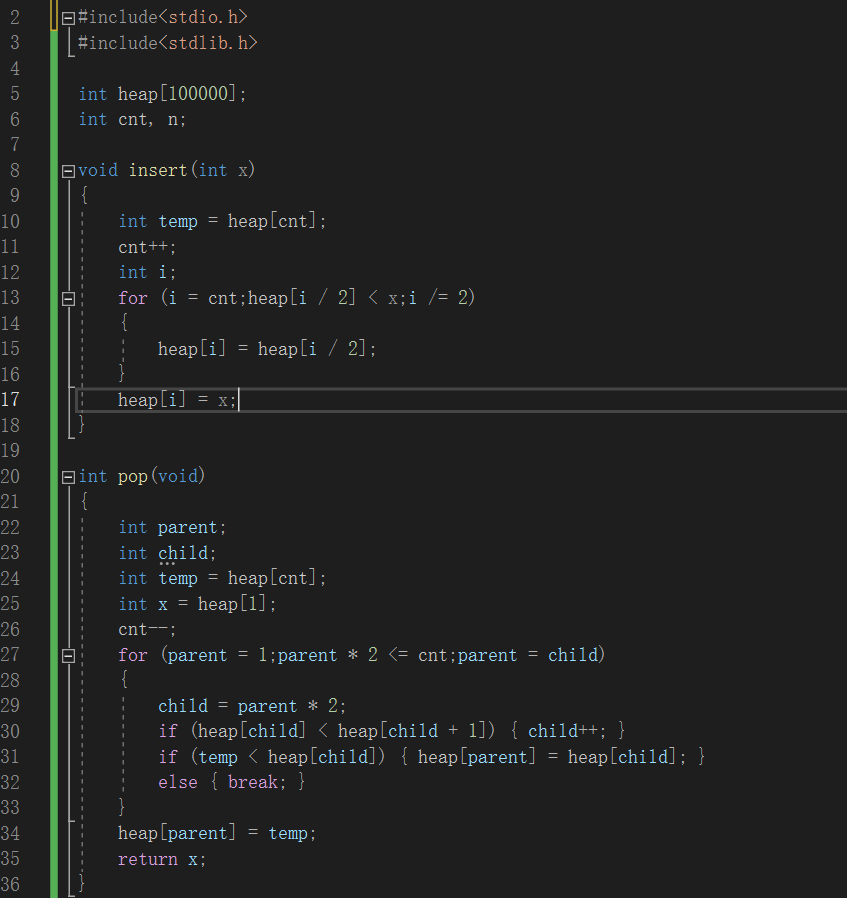 2 #include<stdio.h>
3 #include<stdlib.h>
4
5 int heap[100000];
6 int cnt, n;
7
8 void insert(int x)
9 {
10 int temp = heap[cnt];
11 cnt++;
12 int i;
13 for (i = cnt;heap[i / 2] < x;i /= 2)
14 {
15 heap[i] = heap[i / 2];
16 }
17 heap[i] = x;
18 }
19
20 int pop(void)
21 {
22 int parent;
23 int child;
24 int temp = heap[cnt];
25 int x = heap[1];
26 cnt--;
27 for (parent = 1;parent * 2 <= cnt;parent = child)
28 {
29 child = parent * 2;
30 if (heap[child] < heap[child + 1]) { child++; }
31 if (temp < heap[child]) { heap[parent] = heap[child]; }
32 else { break; }
33 }
34 heap[parent] = temp;
35 return x;
36 }